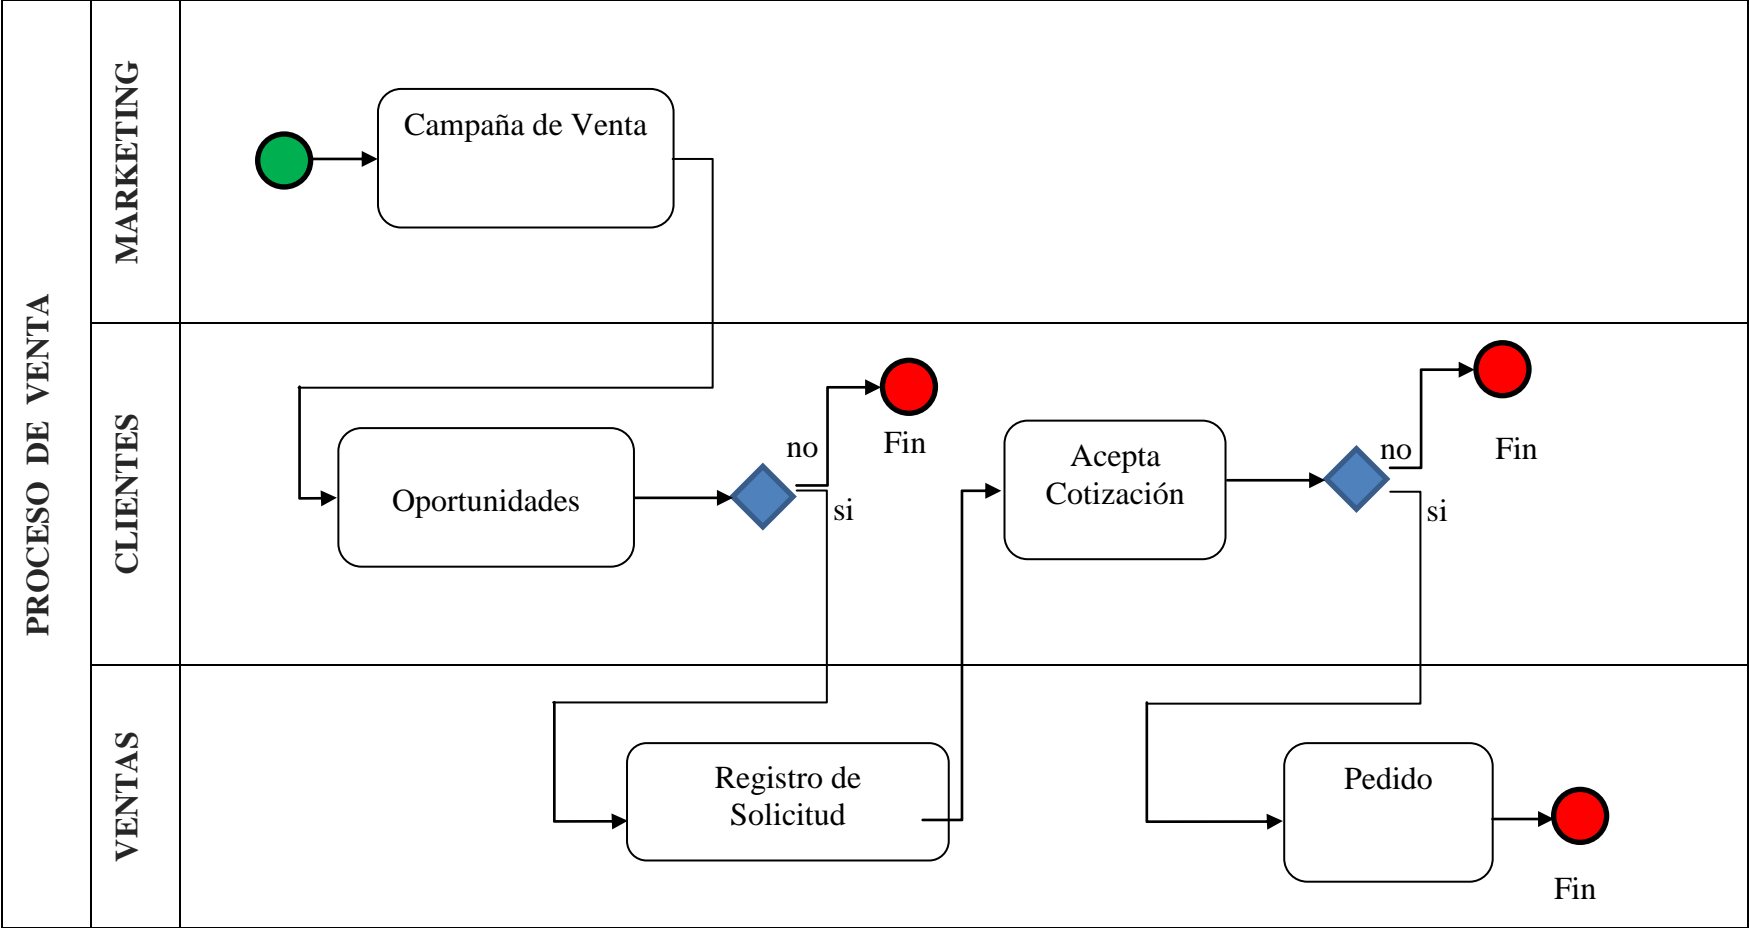 PROCESO DE VENTA
MARKETING
Campaña de Venta
CLIENTES
Oportunidades
no
si
Fin
Acepta
Cotización
no
si
Fin
VENTAS
Registro de
Solicitud
Pedido
Fin